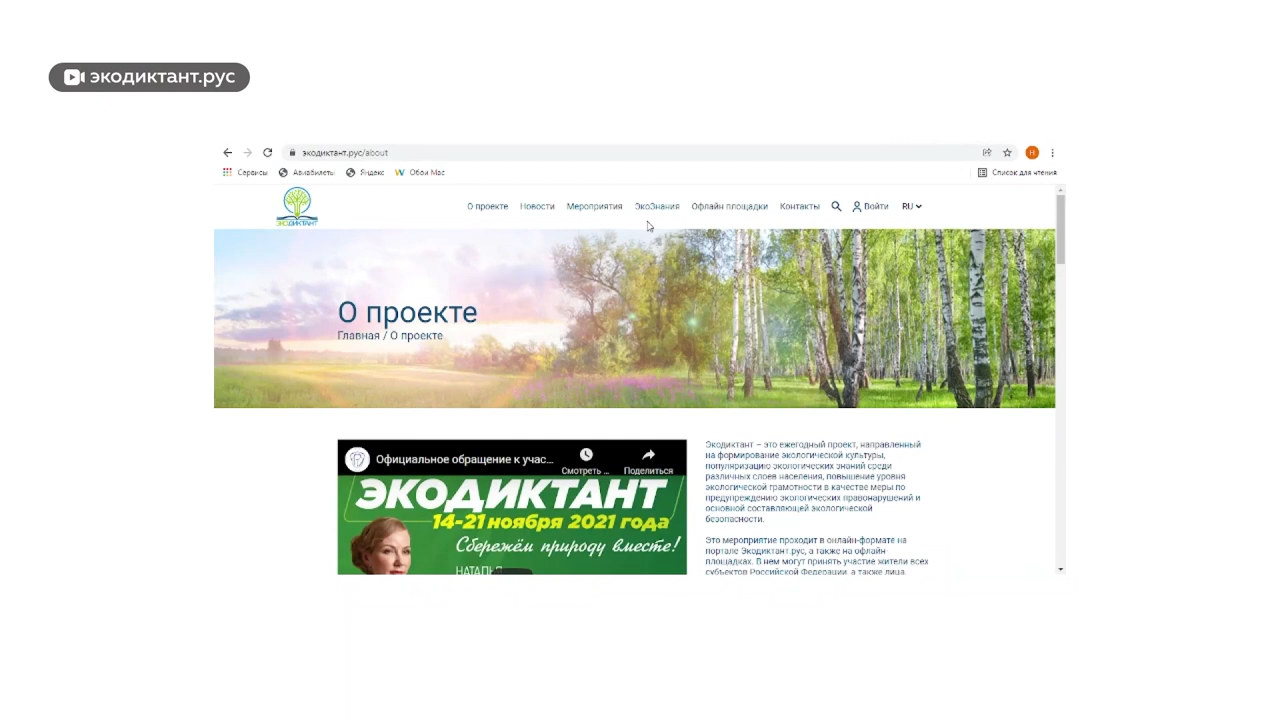 экодиктант.рус
экодиктант.рус/about
Сервисы Авиабилеты Яндекс Обои Mac Список для чтения
ЭКОДИКТАНТ
О проекте Новости Мероприятия ЭкоЗнания Офлайн площадки Контакты Войти RU
О проекте
Главная / О проекте
Официальное обращение к учас...
Смотреть ... Поделиться
ЭКОДИКТАНТ
14-21 ноября 2021 года
Сбережём природу вместе!
НАТАЛИЯ
Экодиктант – это ежегодный проект, направленный
на формирование экологической культуры,
популяризацию экологических знаний среди
различных слоев населения, повышение уровня
экологической грамотности в качестве меры по
предупреждению экологических правонарушений и
основной составляющей экологической
безопасности.
Это мероприятие проходит в онлайн-формате на
портале Экодиктант.рус, а также на офлайн
площадках. В нем могут принять участие жители всех
субъектов Российской Федерации, а также лица,